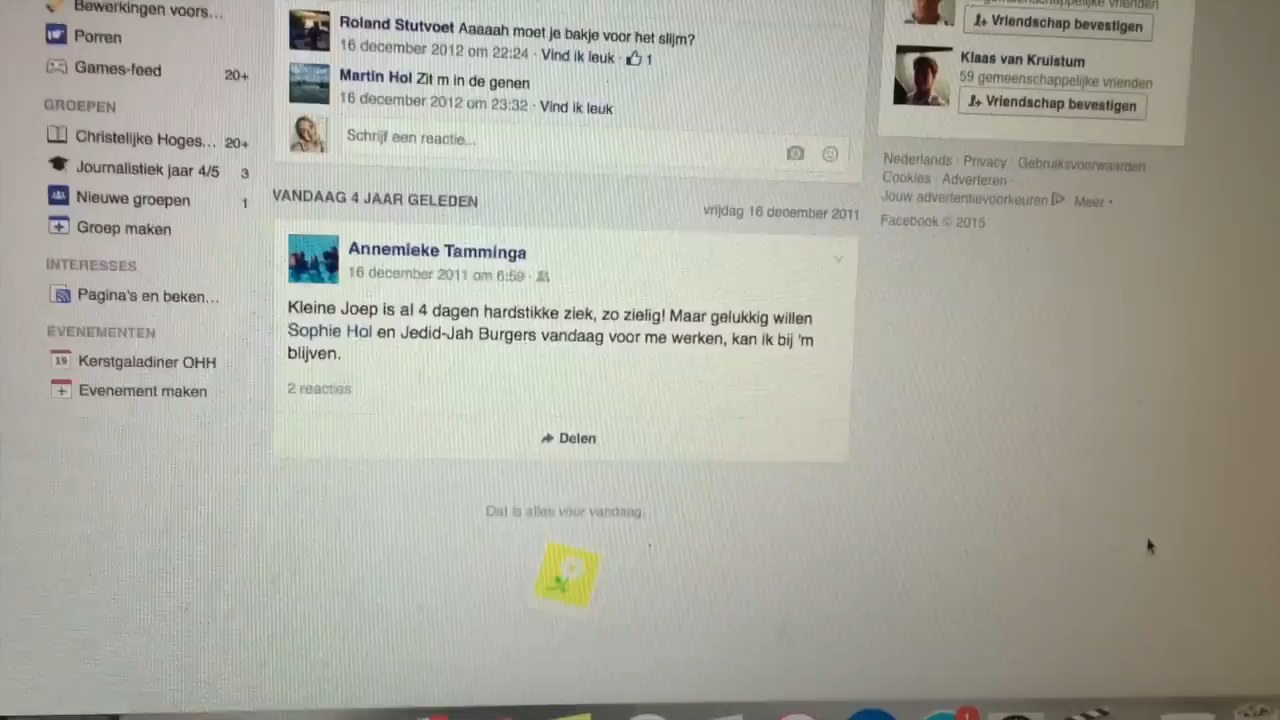 Bewerkingen voors...
Porren
Games-feed 20+
GROEPEN
Christelijke Hoges... 20+
Journalistiek jaar 4/5 3
Nieuwe groepen 1
Groep maken
INTERESSES
Pagina's en beken...
EVENEMENTEN
19 Kerstgaladiner OHH
Evenement maken
Roland Stutvoet Aaaaah moet je bakje voor het slijm?
16 december 2012 om 22:24 · Vind ik leuk · 1
Martin Hol Zit m in de genen
16 december 2012 om 23:32 · Vind ik leuk
Schrijf een reactie...
VANDAAG 4 JAAR GELEDEN
vrijdag 16 december 2011
Annemieke Tamminga
16 december 2011 om 6:59 ·
Kleine Joep is al 4 dagen hardstikke ziek, zo zielig! Maar gelukkig willen
Sophie Hol en Jedid-Jah Burgers vandaag voor me werken, kan ik bij 'm
blijven.
2 reacties
Delen
Dat is alles voor vandaag.
Vriendschap bevestigen
Klaas van Kruistum
59 gemeenschappelijke vrienden
Vriendschap bevestigen
Nederlands · Privacy · Gebruiksvoorwaarden
Cookies · Adverteren ·
Jouw advertentievoorkeuren Meer
Facebook © 2015
1